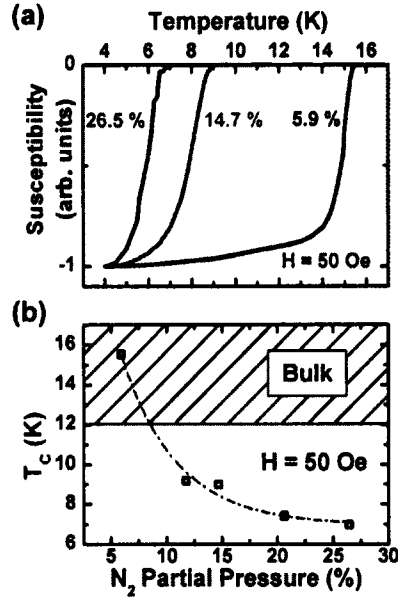 (a)
Temperature (K)
4 6 8 10 12 14 16
Susceptibility
(arb. units)
0
-1
26.5 %
14.7 %
5.9 %
H = 50 Oe
(b)
T_C (K)
16
14
12
10
8
6
Bulk
H = 50 Oe
5 10 15 20 25 30
N₂ Partial Pressure (%)